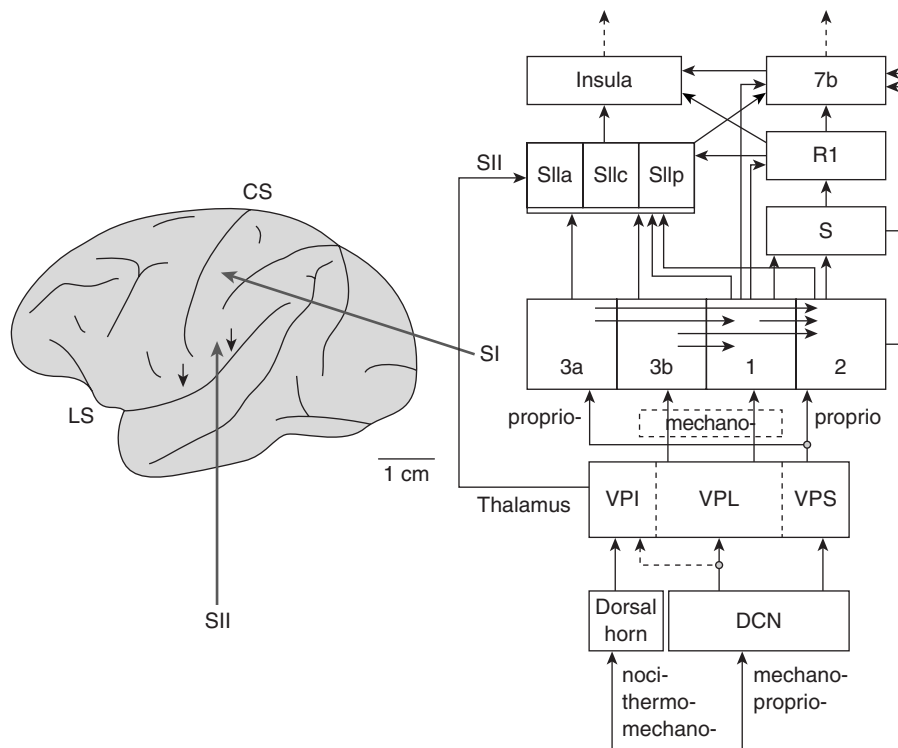 Insula
7b
R1
SII
SIIa
SIIc
SIIp
S
CS
SI
3a
3b
1
2
LS
proprio-
mechano-
proprio
1 cm
Thalamus
VPI
VPL
VPS
SII
Dorsal
horn
DCN
noci-
thermo-
mechano-
mechano-
proprio-